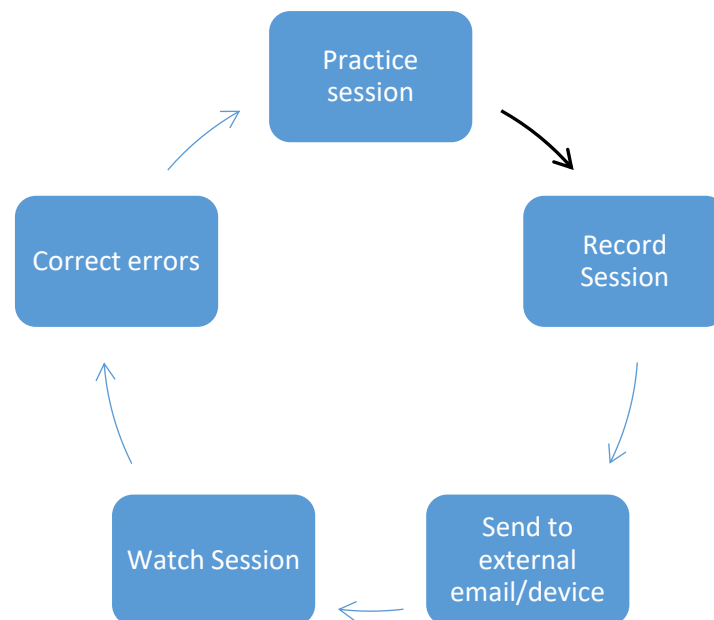 Practice
session
Record
Session
Send to
external
email/device
Watch Session
Correct errors